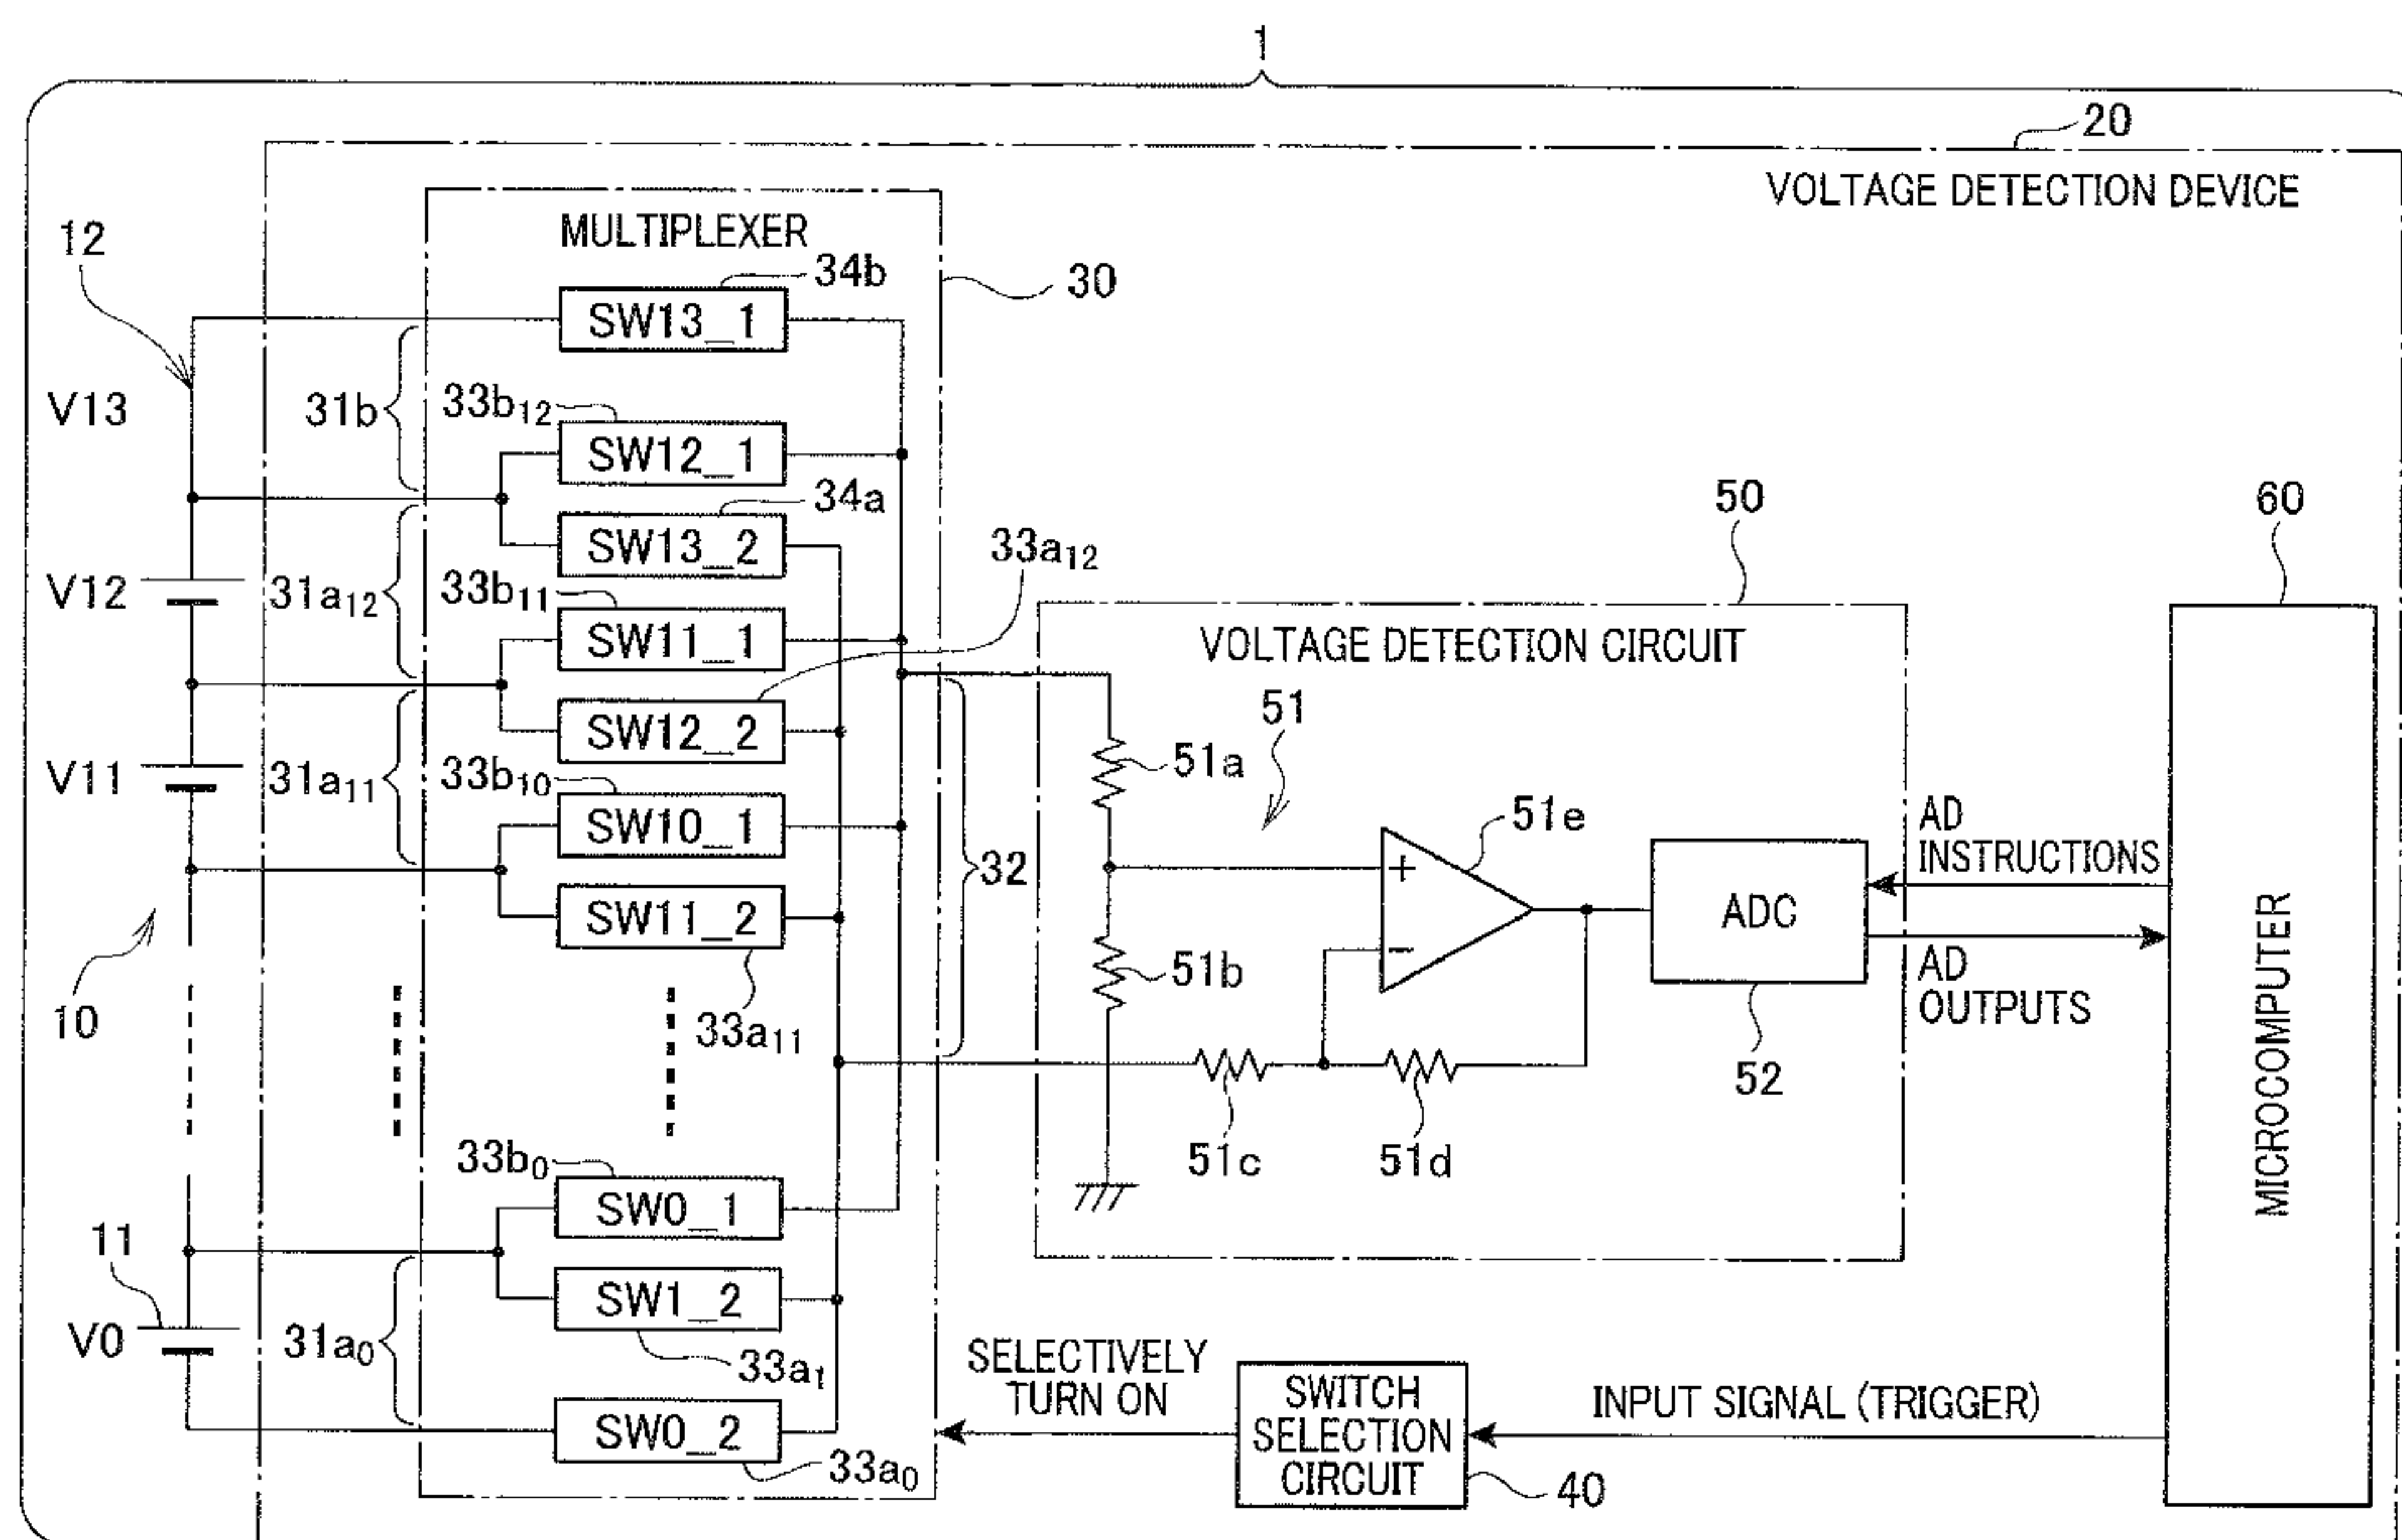 1
20
VOLTAGE DETECTION DEVICE
MULTIPLEXER
12
34b
30
SW13_1
V13
31b
33b12
SW12_1
34a
SW13_2
33a12
50
60
V12
31a12
33b11
SW11_1
VOLTAGE DETECTION CIRCUIT
SW12_2
51
V11
31a11
33b10
51a
SW10_1
51e
AD
INSTRUCTIONS
32
+
SW11_2
ADC
−
51b
AD
OUTPUTS
MICROCOMPUTER
10
33a11
52
51c
51d
33b0
SW0_1
11
SW1_2
V0
31a0
33a1
SELECTIVELY
TURN ON
SWITCH
SELECTION
CIRCUIT
INPUT SIGNAL (TRIGGER)
SW0_2
33a0
40